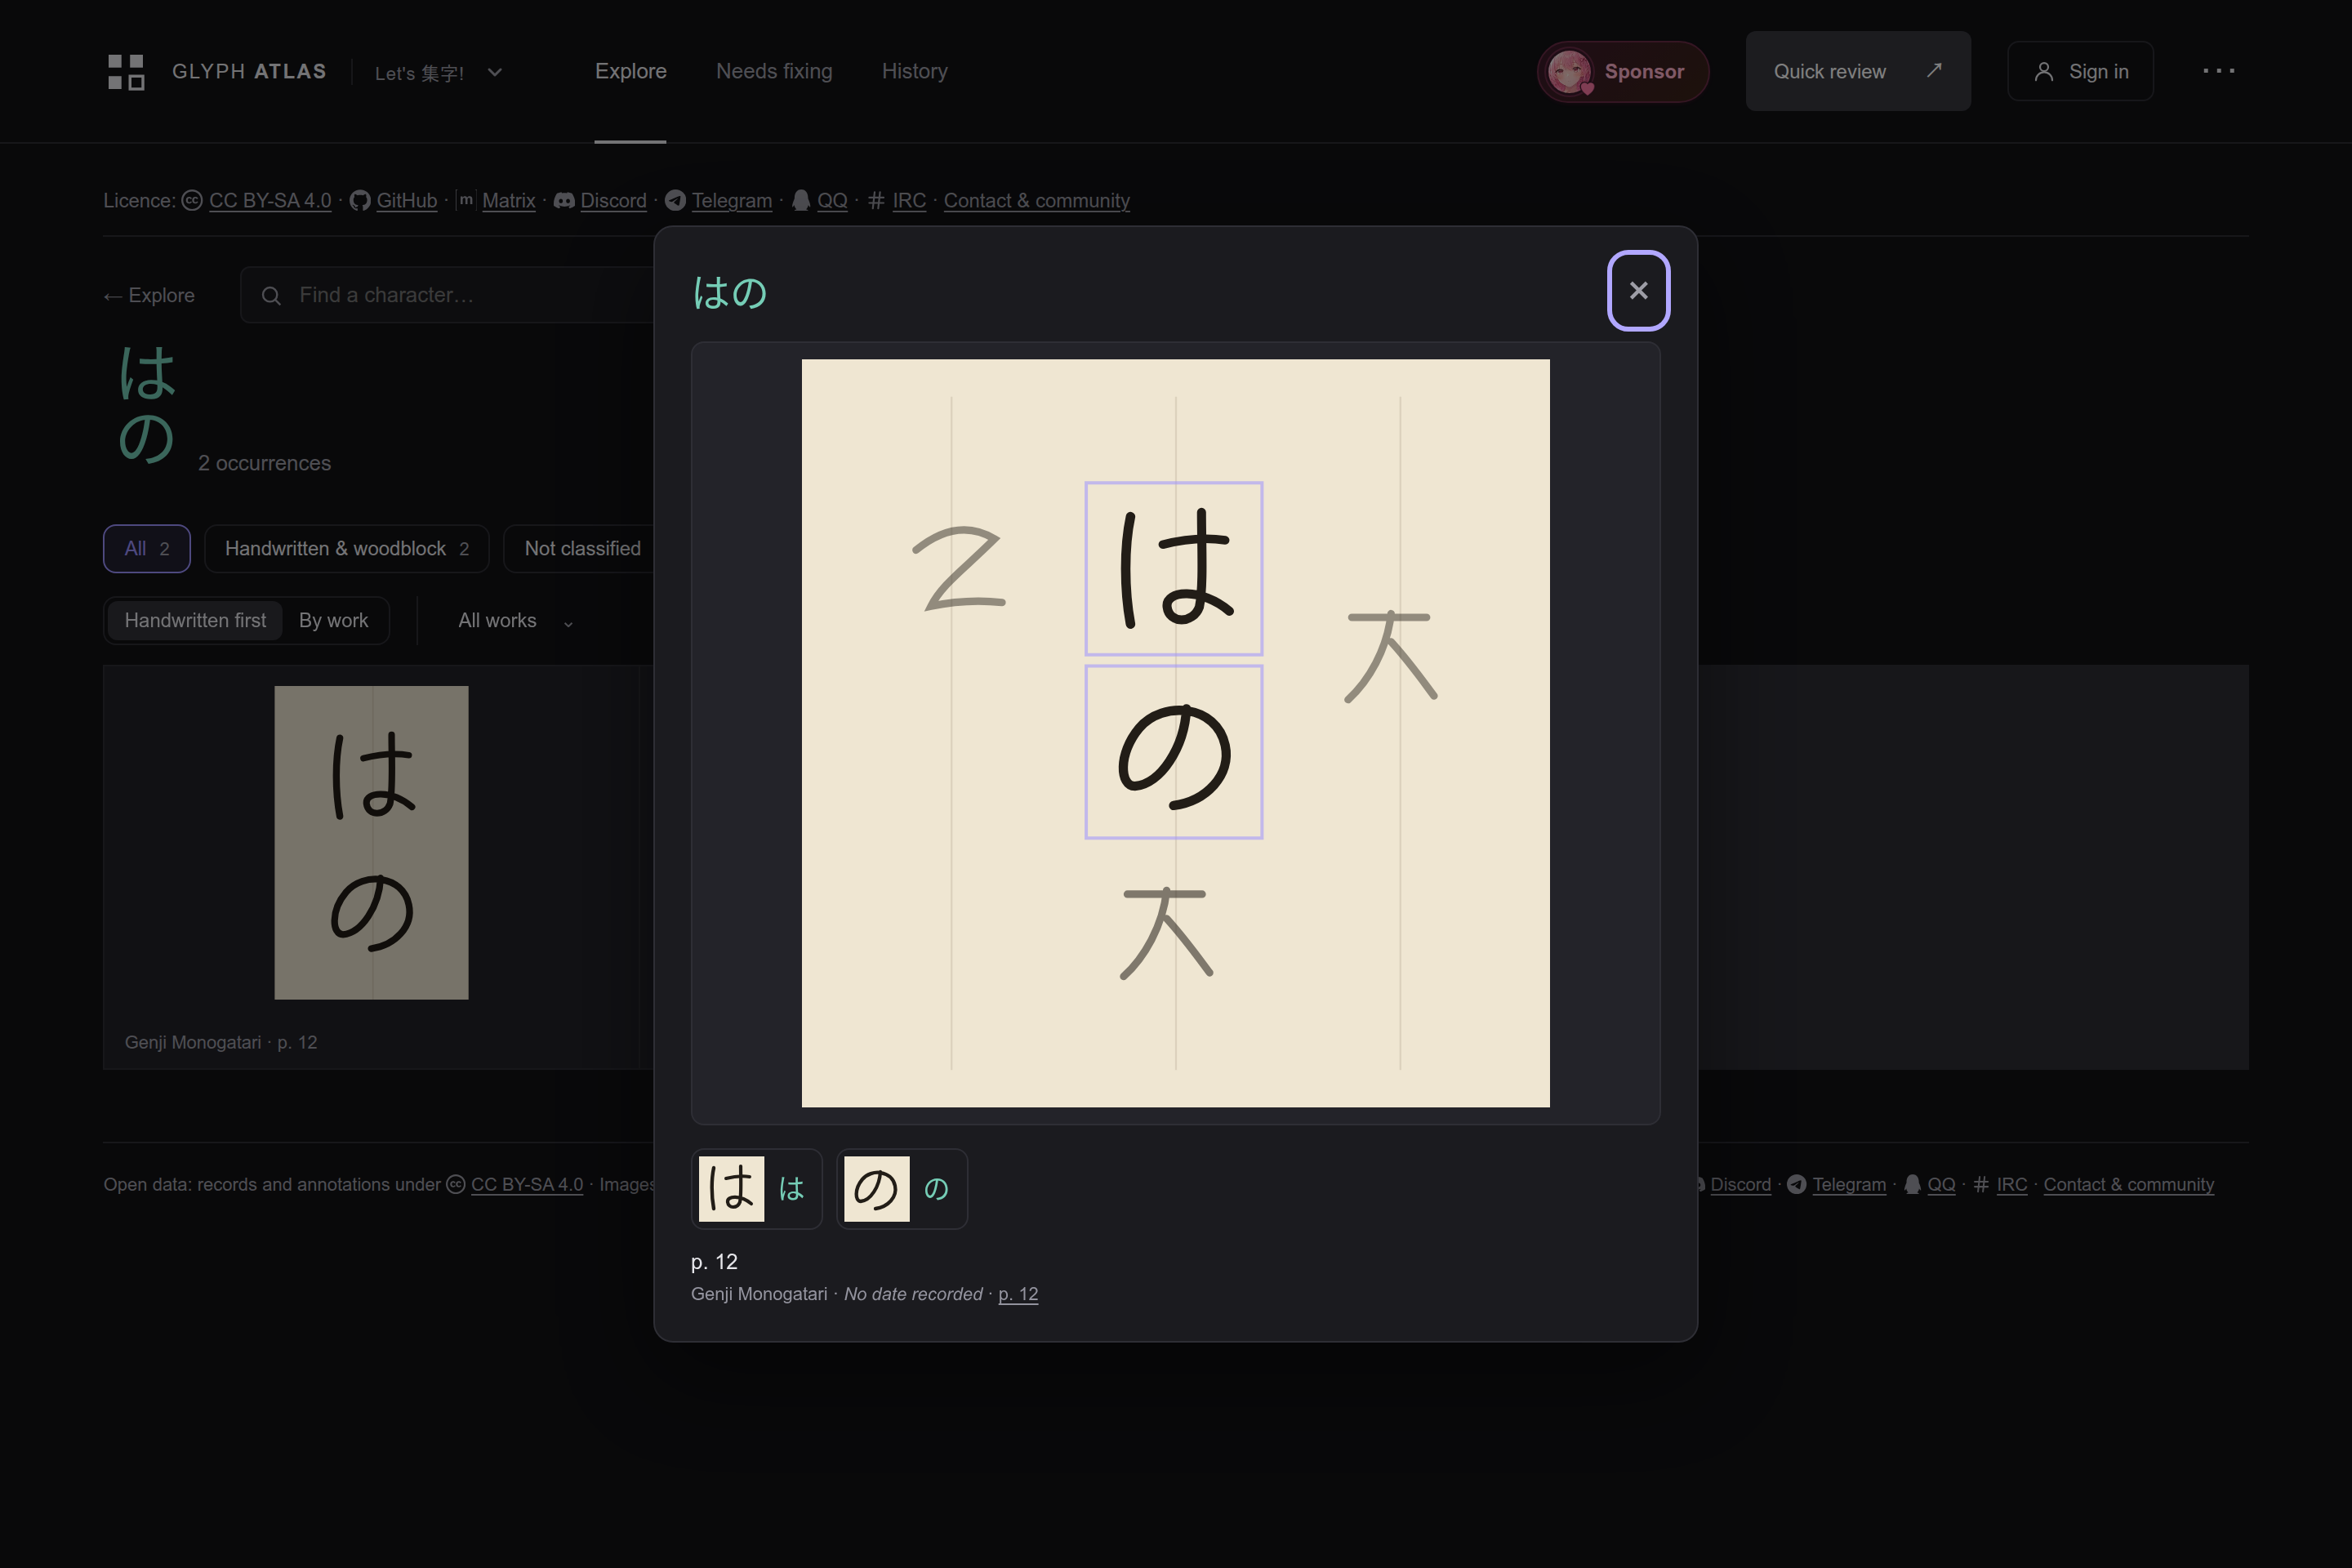 GLYPH ATLAS
Let's 集字!
Explore
Needs fixing
History
Sponsor
Quick review
Sign in
Licence: CC BY-SA 4.0 · GitHub · Matrix · Discord · Telegram · QQ · IRC · Contact & community
← Explore
Find a character…
は
の
2 occurrences
All 2
Handwritten & woodblock 2
Not classified
Handwritten first
By work
All works
は
の
Genji Monogatari · p. 12
はの
は
の
は は
の の
p. 12
Genji Monogatari · No date recorded · p. 12
Open data: records and annotations under CC BY-SA 4.0 · Images
Discord · Telegram · QQ · IRC · Contact & community